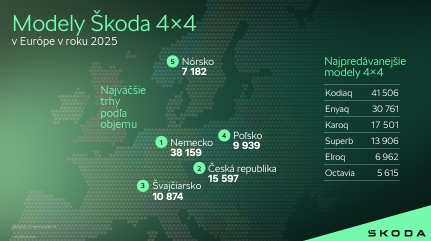 Modely Škoda 4×4
v Európe v roku 2025
5 Nórsko
7 182
Najväčšie
trhy
podľa
objemu
4 Poľsko
9 939
1 Nemecko
38 159
2 Česká republika
15 597
3 Švajčiarsko
10 874
Najpredávanejšie
modely 4×4
Kodiaq 41 506
Enyaq 30 761
Karoq 17 501
Superb 13 906
Elroq 6 962
Octavia 5 615
ŠKODA